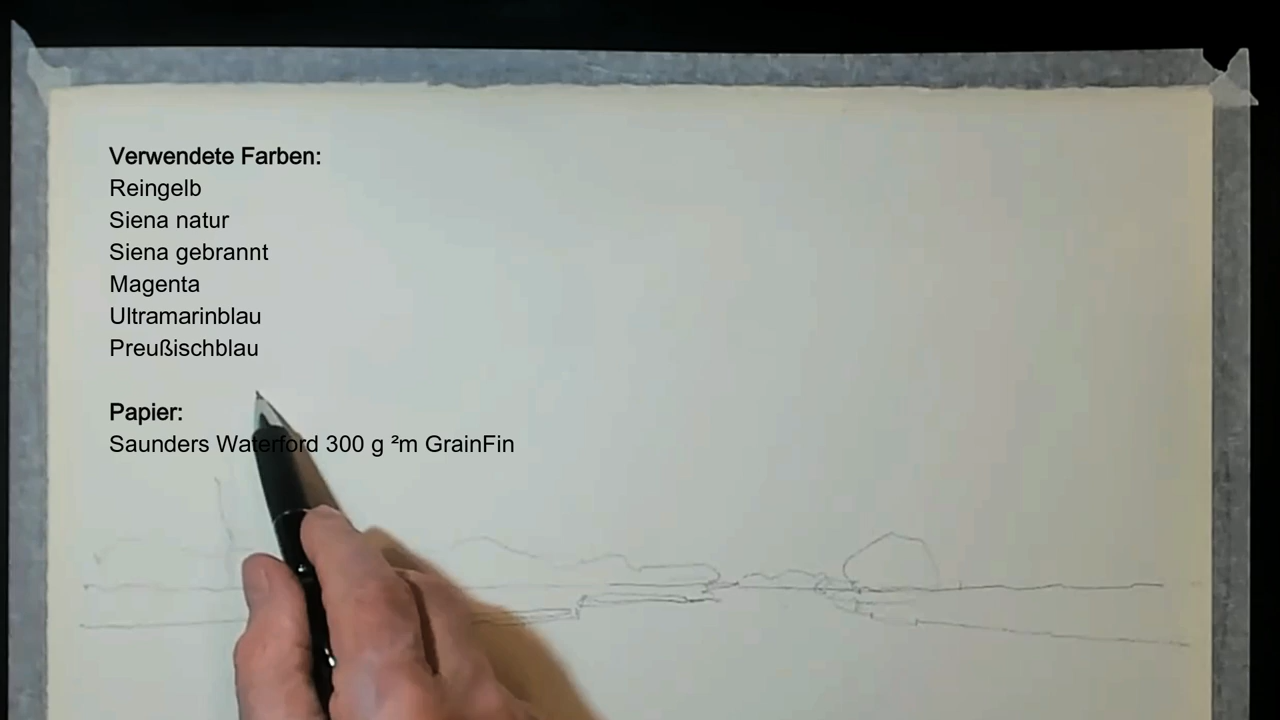 Verwendete Farben:
Reingelb
Siena natur
Siena gebrannt
Magenta
Ultramarinblau
Preußischblau
Papier:
Saunders Waterford 300 g ²m GrainFin